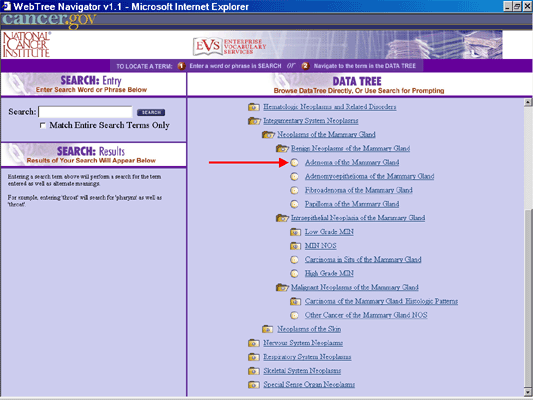 WebTree Navigator v1.1 - Microsoft Internet Explorer
cancer.gov
NATIONAL
CANCER
INSTITUTE
EVS ENTERPRISE
VOCABULARY
SERVICES
TO LOCATE A TERM: 1 Enter a word or phrase in SEARCH OR 2 Navigate to the term in the DATA TREE
SEARCH: Entry
Enter Search Word or Phrase Below
Search: SEARCH
Match Entire Search Terms Only
SEARCH: Results
Results of Your Search Will Appear Below
Entering a search term above will perform a search for the term
entered as well as alternate meanings.
For example, entering 'throat' will search for 'pharynx' as well as
'throat'.
DATA TREE
Browse DataTree Directly, Or Use Search for Prompting
Hematologic Neoplasms and Related Disorders
Integumentary System Neoplasms
Neoplasms of the Mammary Gland
Benign Neoplasms of the Mammary Gland
Adenoma of the Mammary Gland
Adenomyoepithelioma of the Mammary Gland
Fibroadenoma of the Mammary Gland
Papilloma of the Mammary Gland
Intraepithelial Neoplasia of the Mammary Gland
Low Grade MIN
MIN NOS
Carcinoma in Situ of the Mammary Gland
High Grade MIN
Malignant Neoplasms of the Mammary Gland
Carcinoma of the Mammary Gland: Histologic Patterns
Other Cancer of the Mammary Gland NOS
Neoplasms of the Skin
Nervous System Neoplasms
Respiratory System Neoplasms
Skeletal System Neoplasms
Special Sense Organ Neoplasms